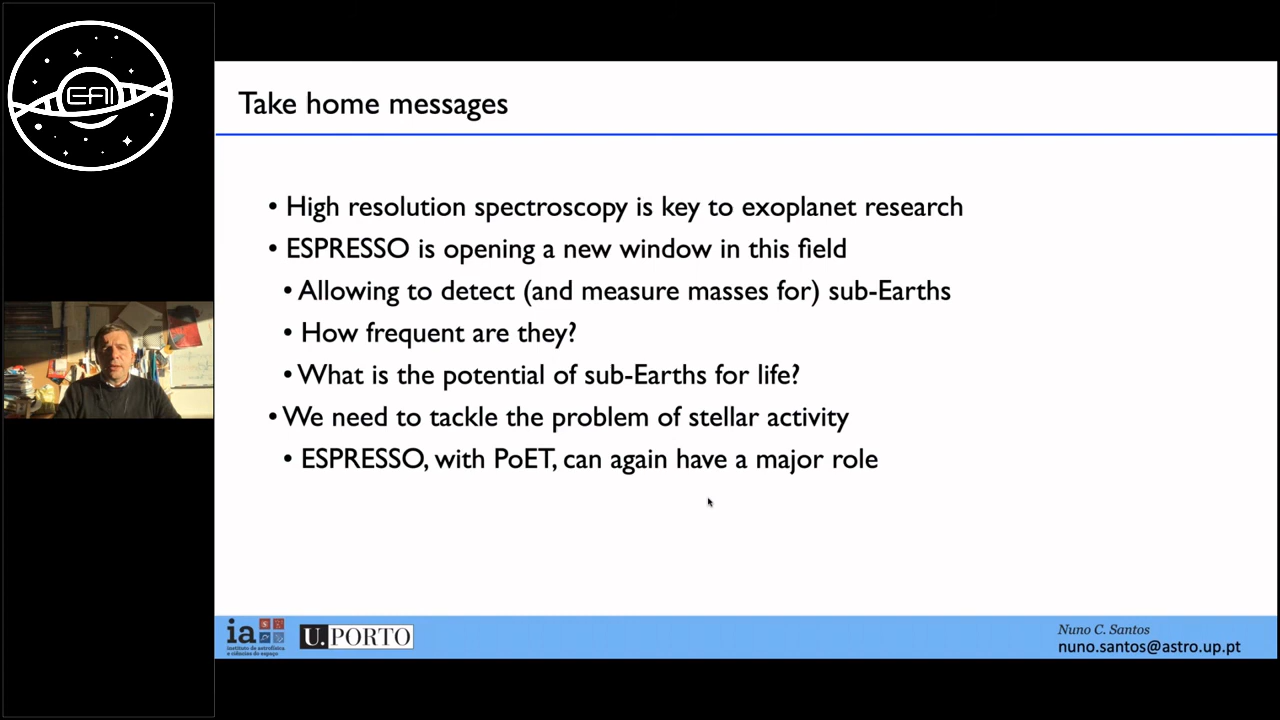 EAI
Take home messages
• High resolution spectroscopy is key to exoplanet research
• ESPRESSO is opening a new window in this field
• Allowing to detect (and measure masses for) sub-Earths
• How frequent are they?
• What is the potential of sub-Earths for life?
• We need to tackle the problem of stellar activity
• ESPRESSO, with PoET, can again have a major role
ia
instituto de astrofísica
e ciências do espaço
U.PORTO
Nuno C. Santos
nuno.santos@astro.up.pt